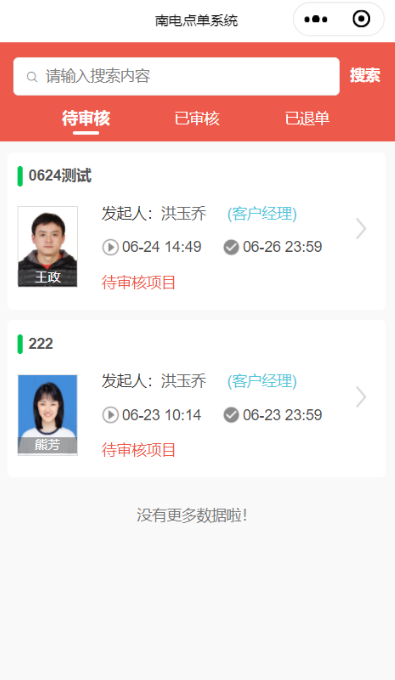 南电点单系统
请输入搜索内容 搜索
待审核 已审核 已退单
0624测试
发起人：洪玉乔 (客户经理)
06-24 14:49 06-26 23:59
王政
待审核项目
222
发起人：洪玉乔 (客户经理)
06-23 10:14 06-23 23:59
熊芳
待审核项目
没有更多数据啦！